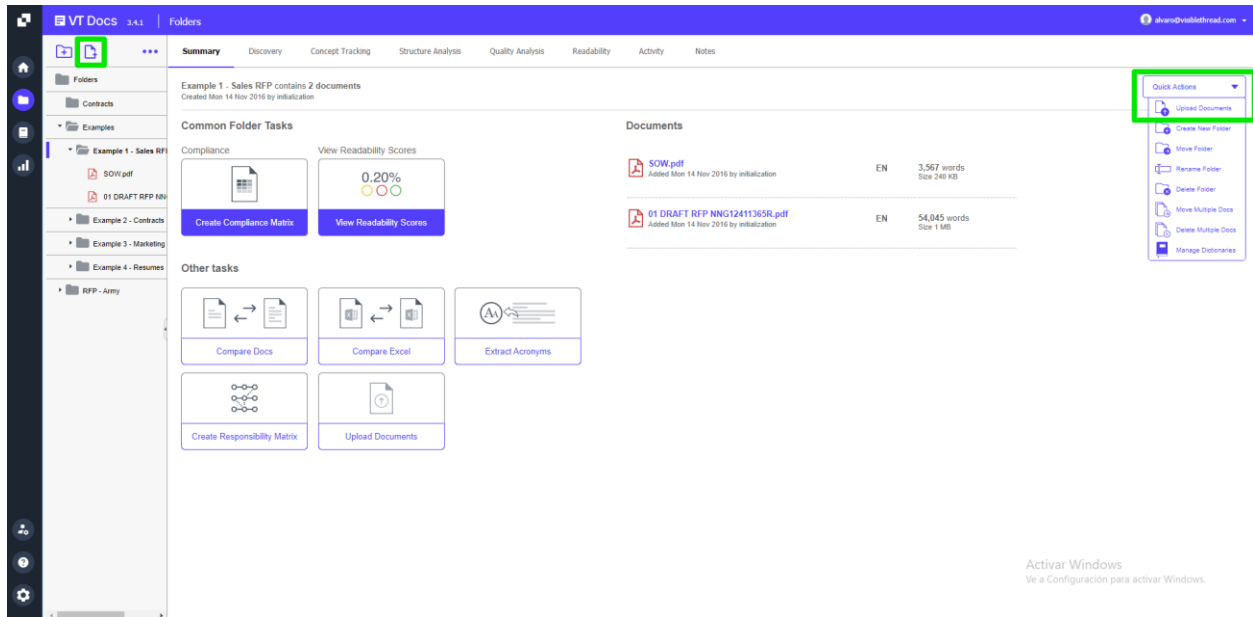 VT Docs 3.4.1 Folders
alvaro@visiblethread.com
Summary Discovery Concept Tracking Structure Analysis Quality Analysis Readability Activity Notes
Folders
Contracts
Examples
Example 1 - Sales RFI
SOW.pdf
01 DRAFT RFP NN
Example 2 - Contracts
Example 3 - Marketing
Example 4 - Resumes
RFP - Army
Example 1 - Sales RFP contains 2 documents
Created Mon 14 Nov 2016 by initialization
Common Folder Tasks
Compliance View Readability Scores
0.20%
Create Compliance Matrix View Readability Scores
Other tasks
Compare Docs Compare Excel Extract Acronyms
Create Responsibility Matrix Upload Documents
Documents
SOW.pdf EN 3,567 words
Added Mon 14 Nov 2016 by initialization Size 240 KB
01 DRAFT RFP NNG12411365R.pdf EN 54,045 words
Added Mon 14 Nov 2016 by initialization Size 1 MB
Quick Actions
Upload Documents
Create New Folder
Move Folder
Rename Folder
Delete Folder
Move Multiple Docs
Delete Multiple Docs
Manage Dictionaries
Activar Windows
Ve a Configuración para activar Windows.